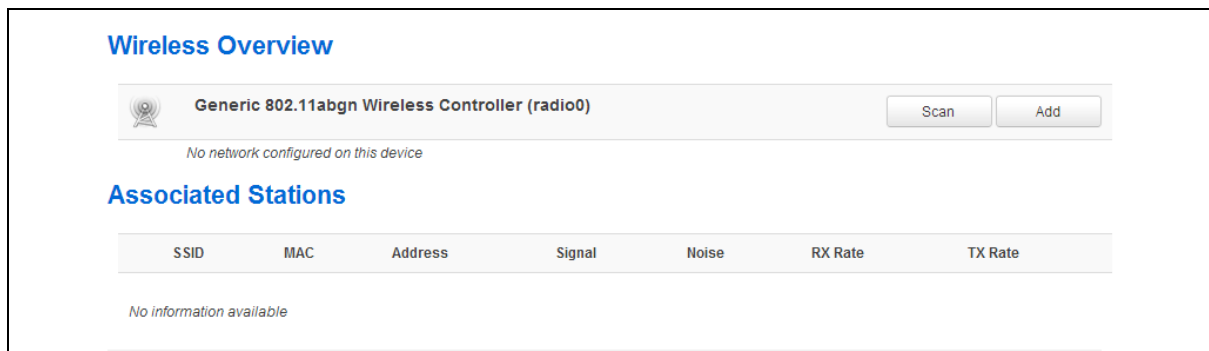 Wireless Overview
Generic 802.11abgn Wireless Controller (radio0) Scan Add
No network configured on this device
Associated Stations
SSID MAC Address Signal Noise RX Rate TX Rate
No information available